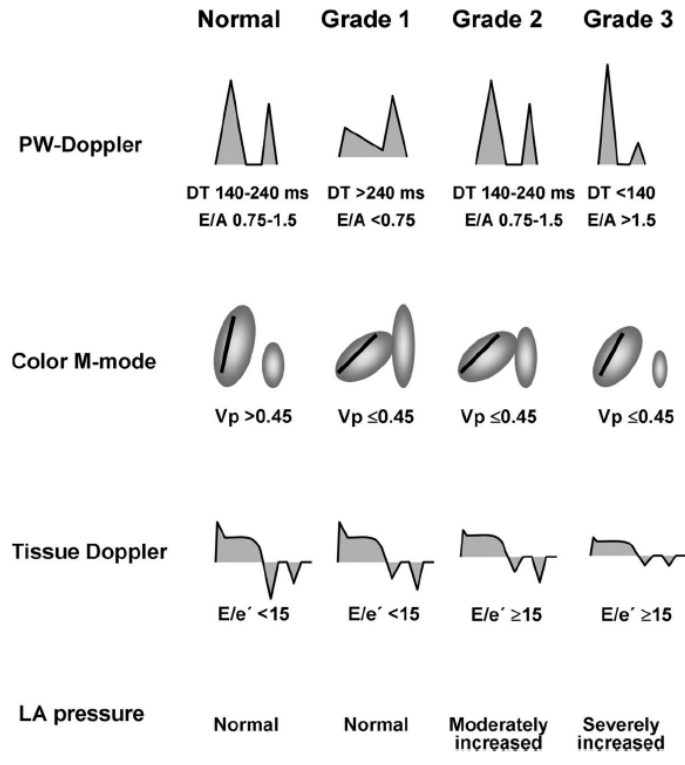 Normal Grade 1 Grade 2 Grade 3
PW-Doppler
DT 140-240 ms DT >240 ms DT 140-240 ms DT <140
E/A 0.75-1.5 E/A <0.75 E/A 0.75-1.5 E/A >1.5
Color M-mode
Vp >0.45 Vp ≤0.45 Vp ≤0.45 Vp ≤0.45
Tissue Doppler
E/e´ <15 E/e´ <15 E/e´ ≥15 E/e´ ≥15
LA pressure
Normal Normal Moderately Severely
increased increased